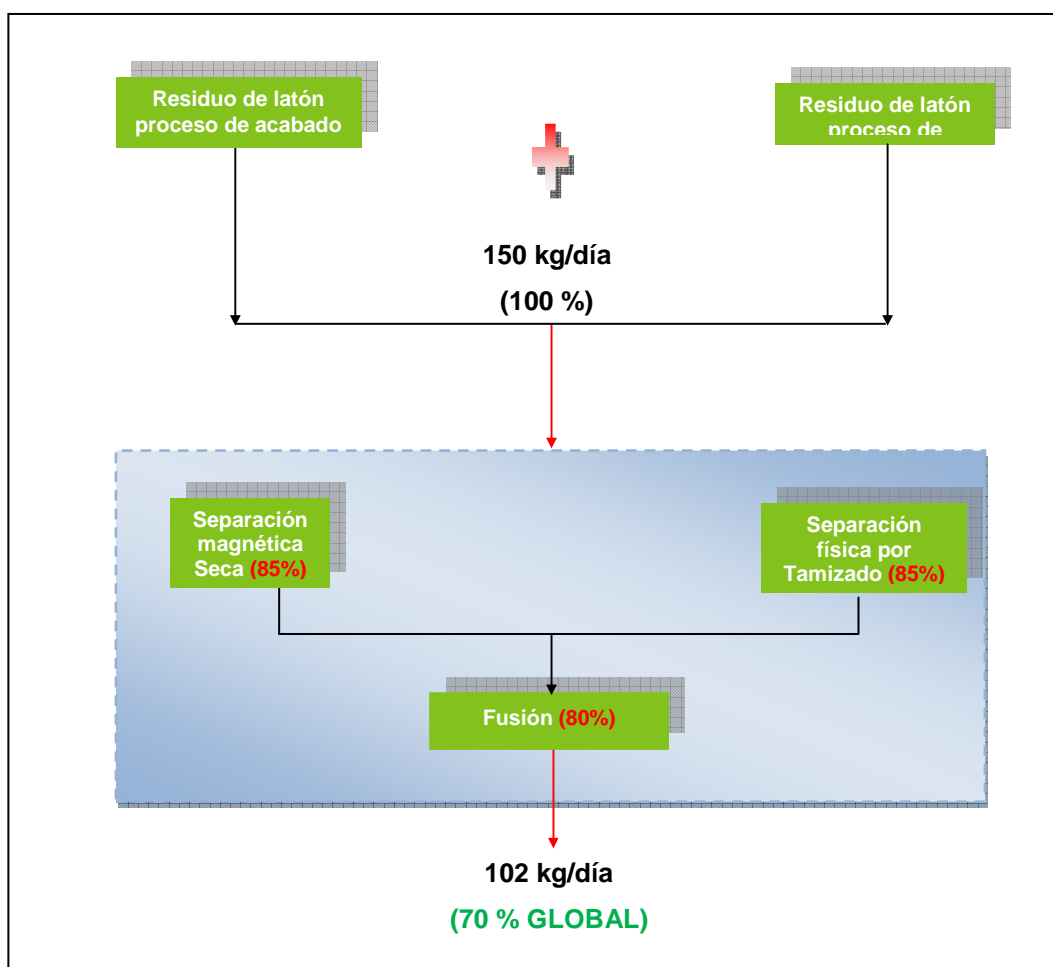 Residuo de latón
proceso de acabado
Residuo de latón
proceso de
150 kg/día
(100 %)
Separación
magnética
Seca (85%)
Separación
física por
Tamizado (85%)
Fusión (80%)
102 kg/día
(70 % GLOBAL)